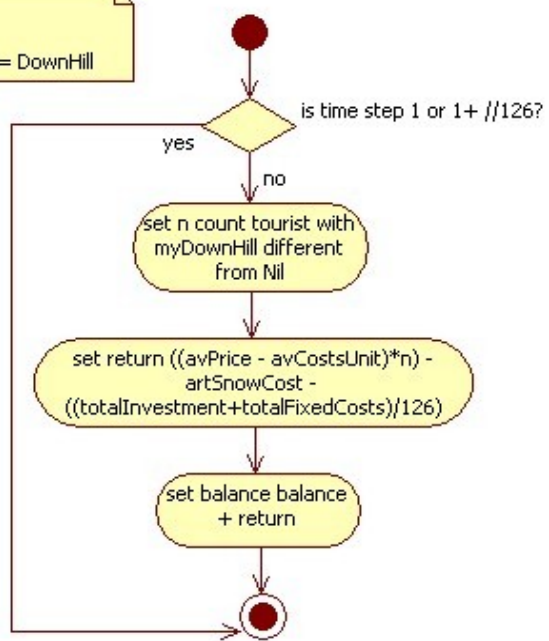 = DownHill
is time step 1 or 1+ //126?
yes
no
set n count tourist with
myDownHill different
from Nil
set return ((avPrice - avCostsUnit)*n) -
artSnowCost -
((totalInvestment+totalFixedCosts)/126)
set balance balance
+ return